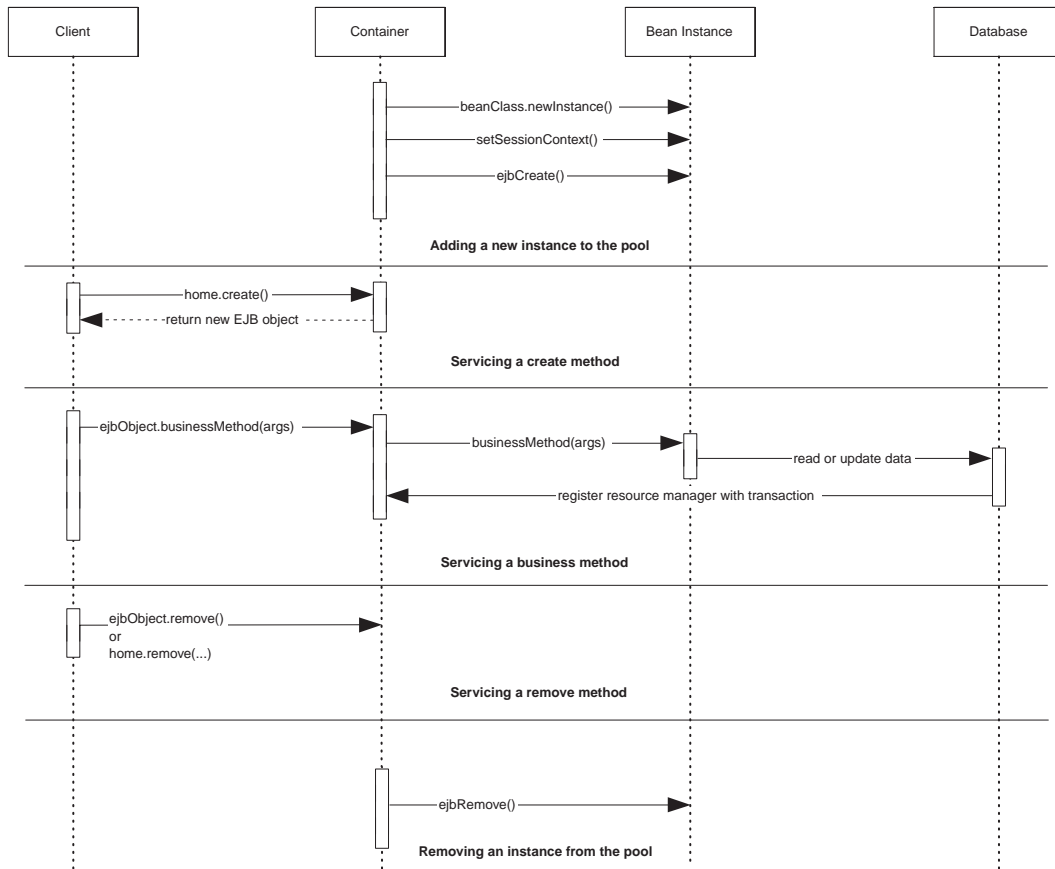 Client
Container
Bean Instance
Database
beanClass.newInstance()
setSessionContext()
ejbCreate()
Adding a new instance to the pool
home.create()
return new EJB object
Servicing a create method
ejbObject.businessMethod(args)
businessMethod(args)
read or update data
register resource manager with transaction
Servicing a business method
ejbObject.remove()
or
home.remove(...)
Servicing a remove method
ejbRemove()
Removing an instance from the pool